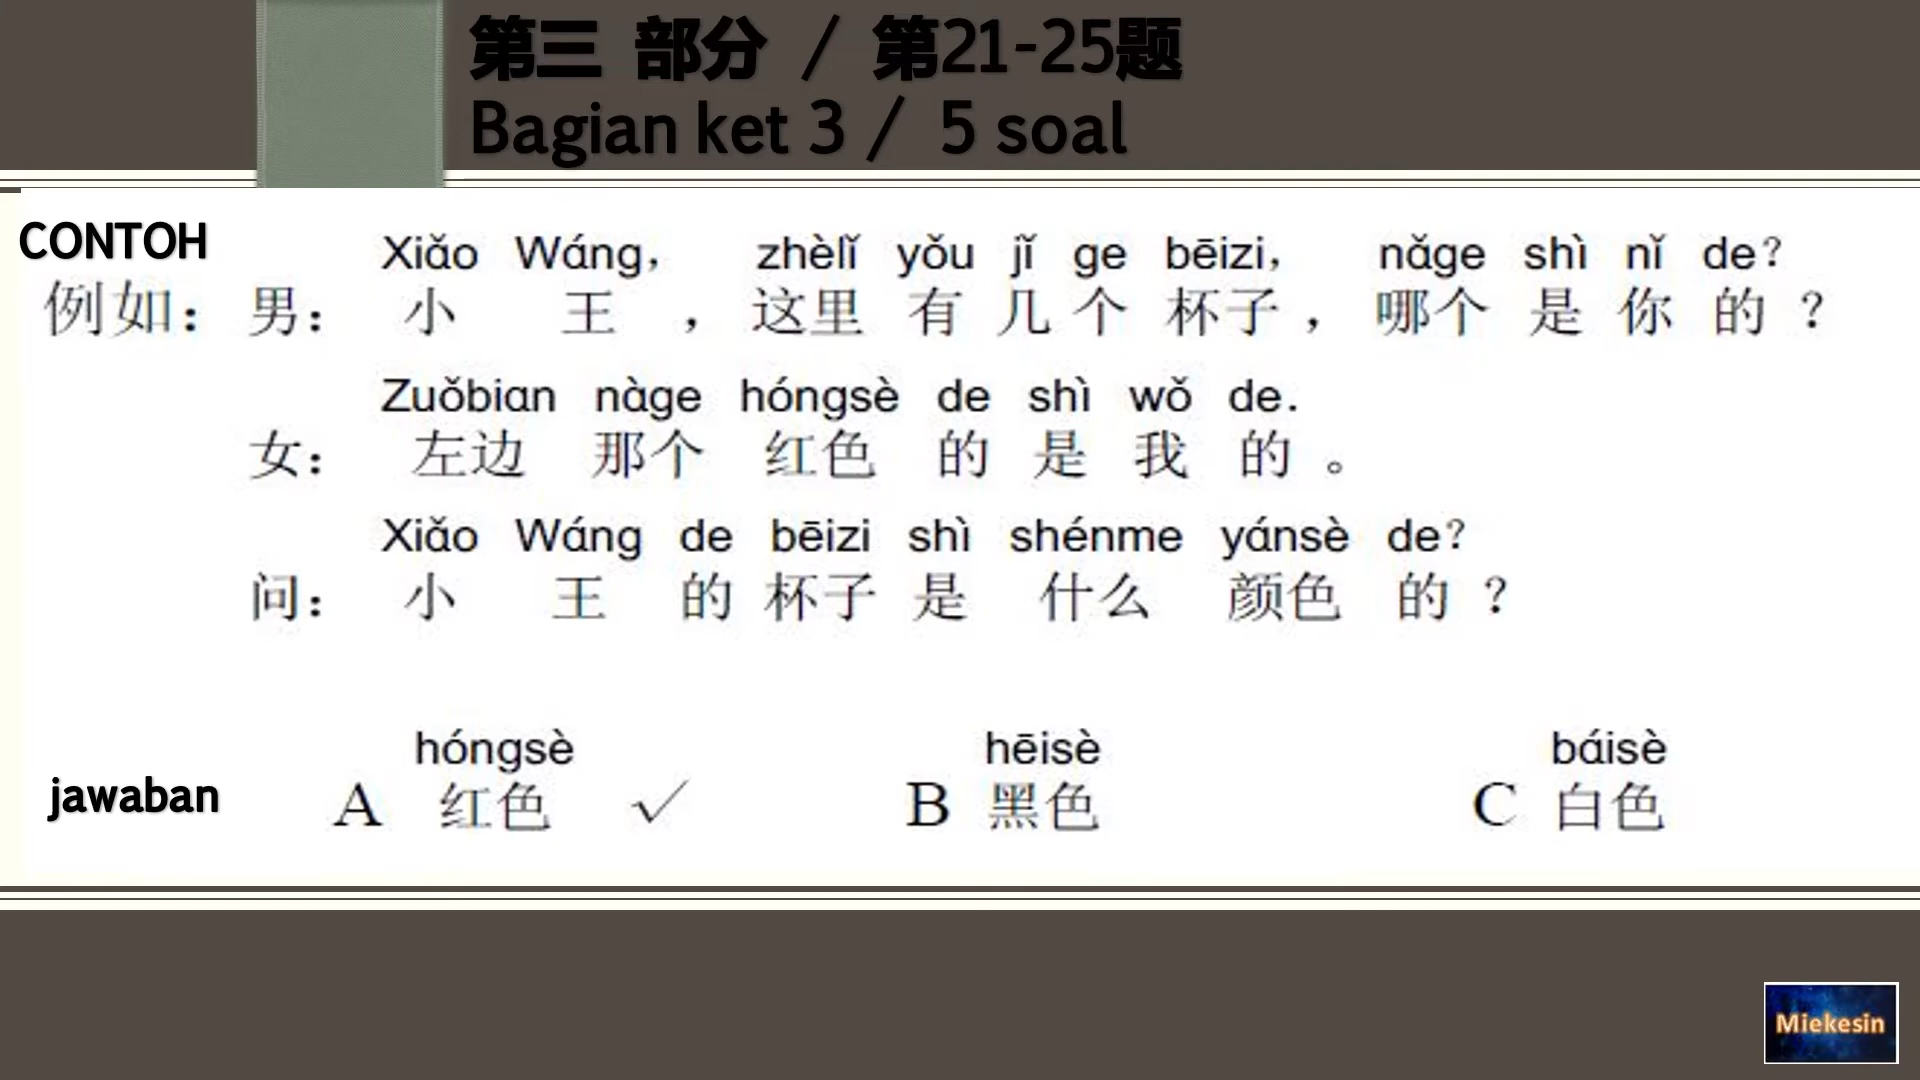 第三 部分 / 第21-25题
Bagian ket 3 / 5 soal
CONTOH
Xiǎo Wáng, zhèlǐ yǒu jǐ ge bēizi, nǎge shì nǐ de?
例如：男：小王，这里有几个杯子，哪个是你的？
Zuǒbian nàge hóngsè de shì wǒ de.
女：左边那个红色的是我的。
Xiǎo Wáng de bēizi shì shénme yánsè de?
问：小王的杯子是什么颜色的？
hóngsè hēisè báisè
jawaban A 红色 ✓ B 黑色 C 白色
Miekesin